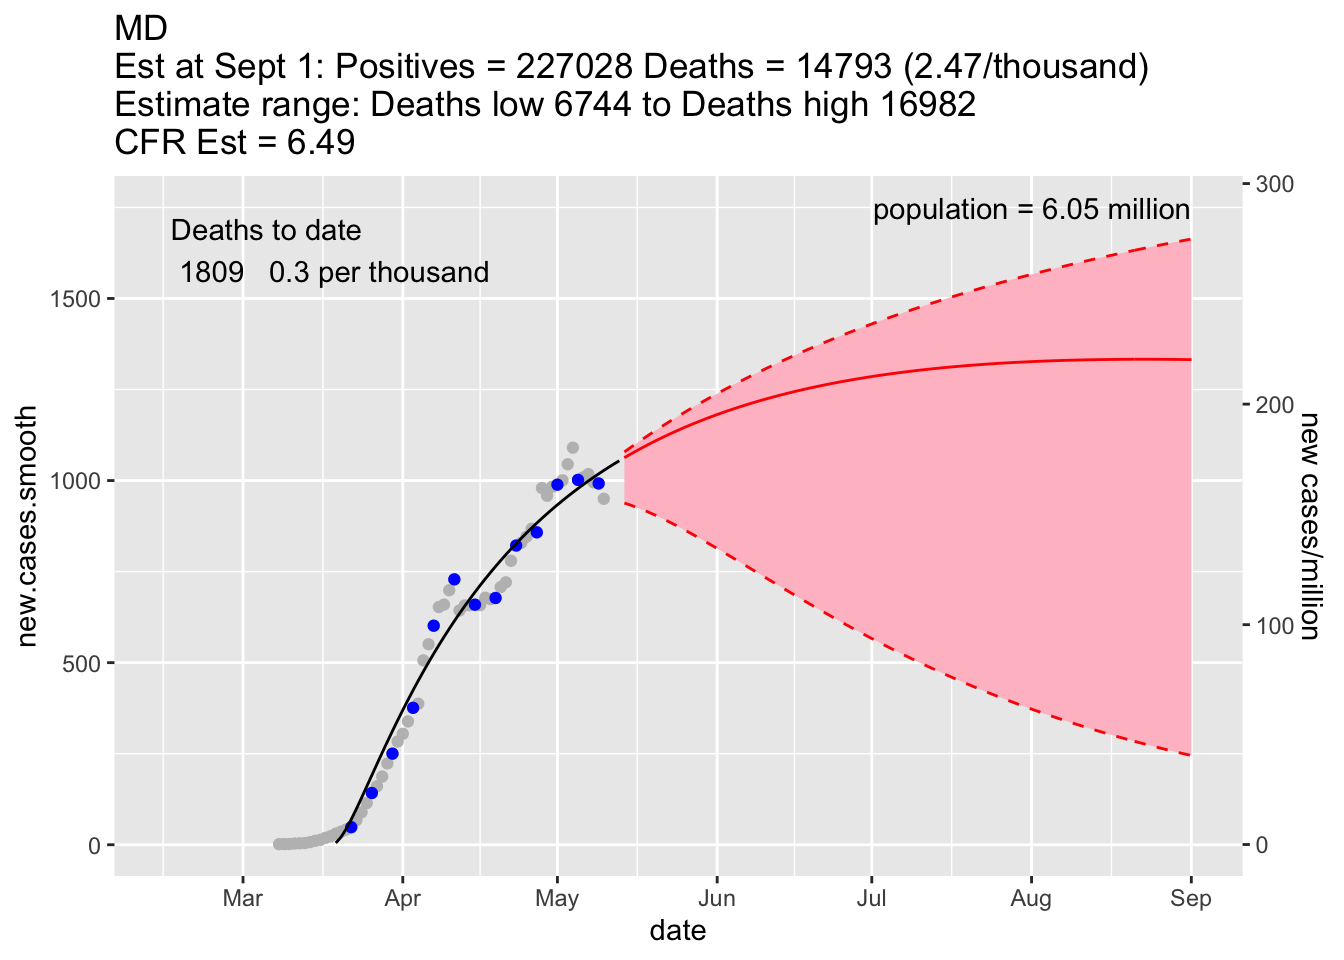 MD
Est at Sept 1: Positives = 227028 Deaths = 14793 (2.47/thousand)
Estimate range: Deaths low 6744 to Deaths high 16982
CFR Est = 6.49
Deaths to date
1809   0.3 per thousand
population = 6.05 million
1500
1000
500
0
new.cases.smooth
300
200
100
0
new cases/million
Mar Apr May Jun Jul Aug Sep
date